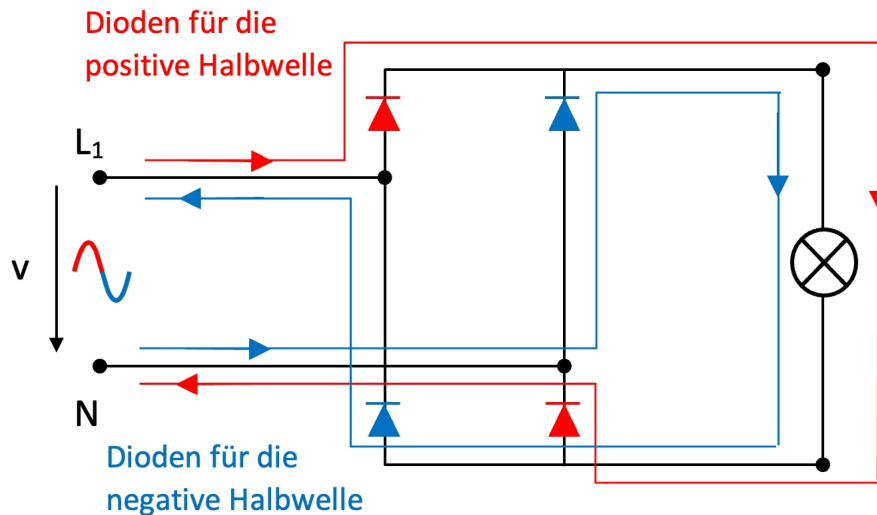 Dioden für die
positive Halbwelle
L₁
v
N
Dioden für die
negative Halbwelle